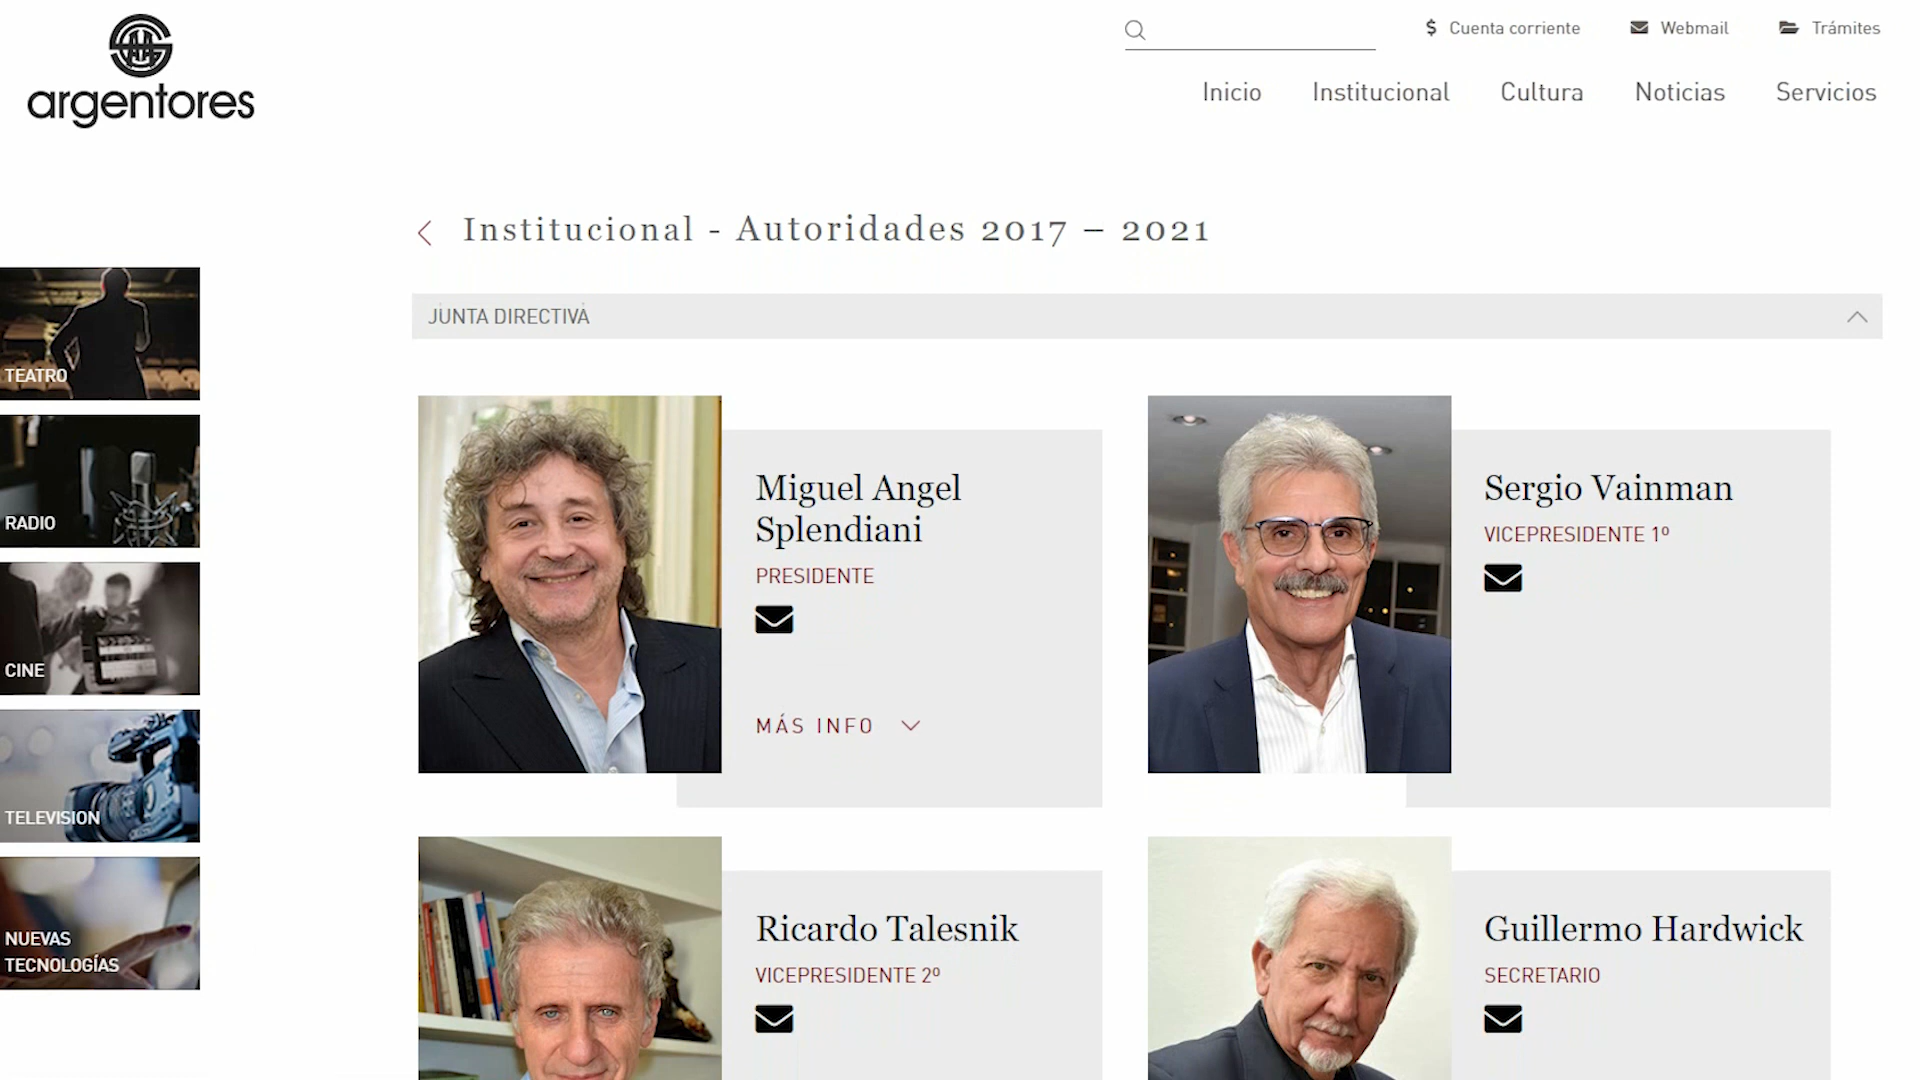 argentores
$ Cuenta corriente
Webmail
Trámites
Inicio
Institucional
Cultura
Noticias
Servicios
Institucional - Autoridades 2017 – 2021
JUNTA DIRECTIVA
TEATRO
RADIO
CINE
TELEVISION
NUEVAS
TECNOLOGÍAS
Miguel Angel
Splendiani
PRESIDENTE
MÁS INFO
Sergio Vainman
VICEPRESIDENTE 1º
Ricardo Talesnik
VICEPRESIDENTE 2º
Guillermo Hardwick
SECRETARIO